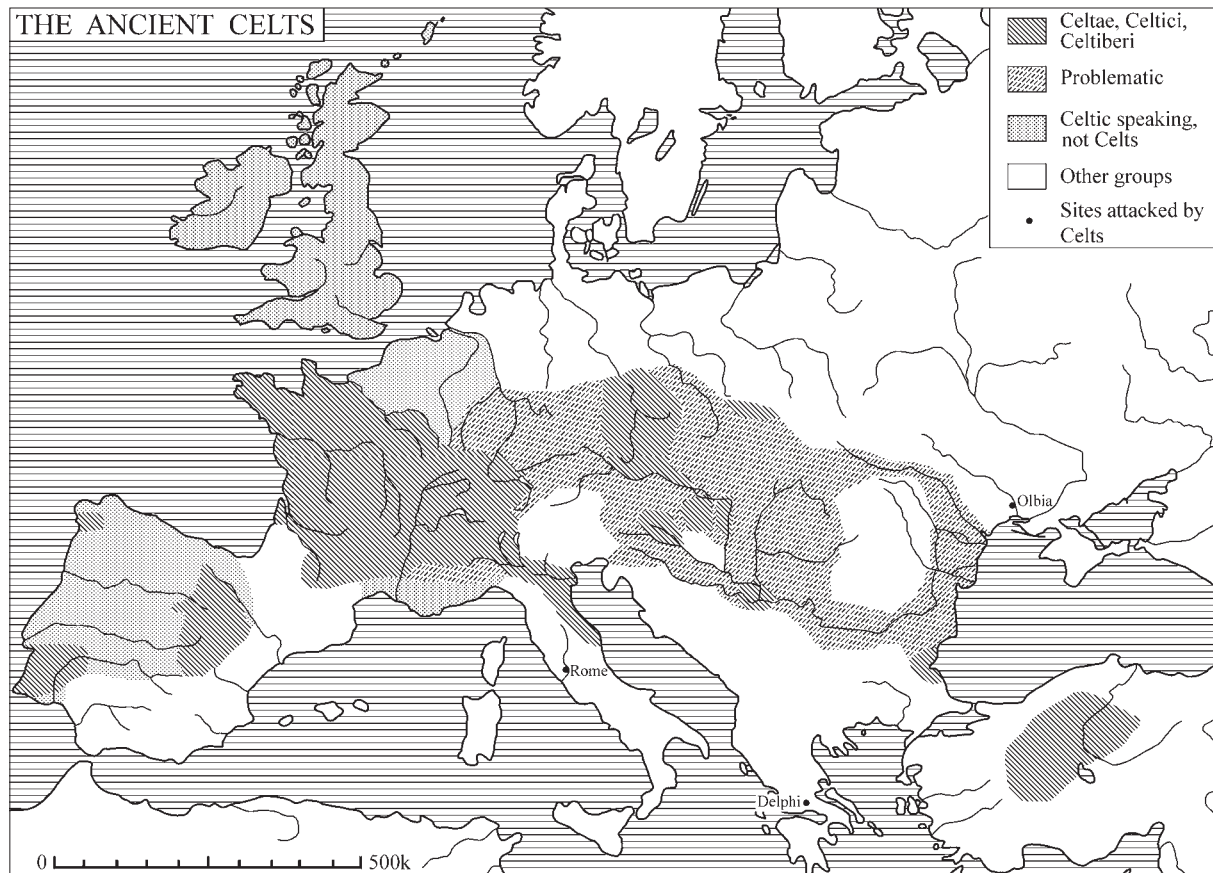 THE ANCIENT CELTS
Celtae, Celtici,
Celtiberi
Problematic
Celtic speaking,
not Celts
Other groups
Sites attacked by
Celts
Olbia
Rome
Delphi
0
500k